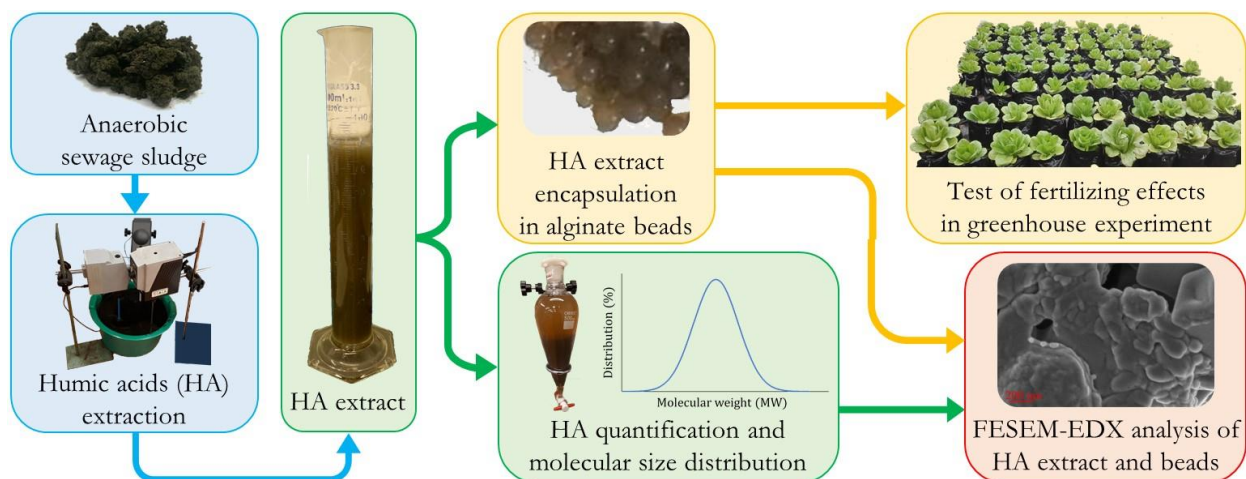 Anaerobic
sewage sludge
Humic acids (HA)
extraction
HA extract
HA extract
encapsulation
in alginate beads
Distribution (%)
Molecular weight (MW)
HA quantification and
molecular size distribution
Test of fertilizing effects
in greenhouse experiment
FESEM-EDX analysis of
HA extract and beads